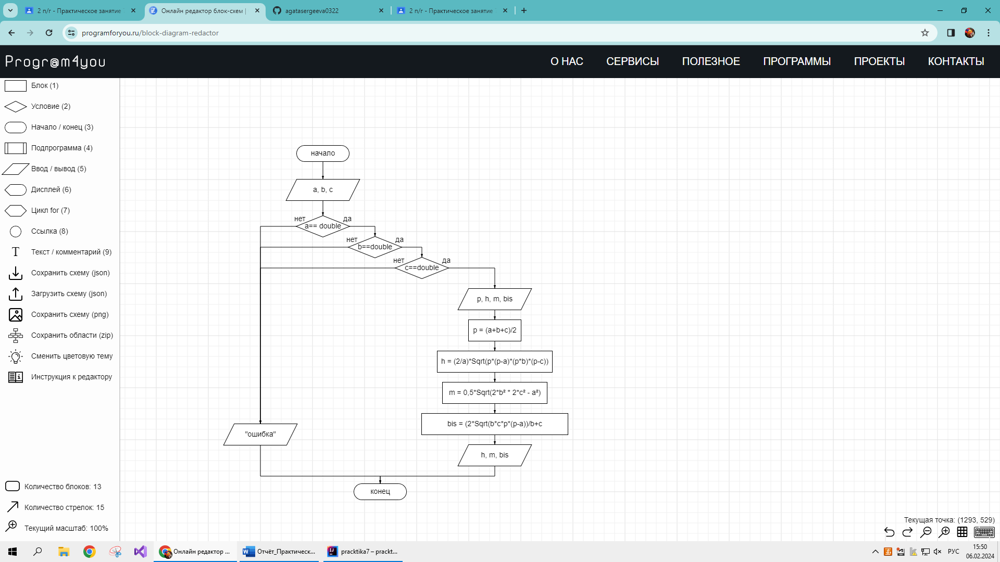 2 п/г - Практическое занятие
Онлайн редактор блок-схем |
agatasergeeva0322
2 п/г - Практическое занятие
programforyou.ru/block-diagram-redactor
Progr@m4you
О НАС
СЕРВИСЫ
ПОЛЕЗНОЕ
ПРОГРАММЫ
ПРОЕКТЫ
КОНТАКТЫ
Блок (1)
Условие (2)
Начало / конец (3)
Подпрограмма (4)
Ввод / вывод (5)
Дисплей (6)
Цикл for (7)
Ссылка (8)
Текст / комментарий (9)
Сохранить схему (json)
Загрузить схему (json)
Сохранить схему (png)
Сохранить области (zip)
Сменить цветовую тему
Инструкция к редактору
Количество блоков: 13
Количество стрелок: 15
Текущий масштаб: 100%
начало
a, b, c
нет
да
a== double
нет
да
b==double
нет
да
c==double
p, h, m, bis
p = (a+b+c)/2
h = (2/a)*Sqrt(p*(p-a)*(p*b)*(p-c))
m = 0,5*Sqrt(2*b² * 2*c² - a²)
bis = (2*Sqrt(b*c*p*(p-a))/b+c
"ошибка"
h, m, bis
конец
Текущая точка: (1293, 529)
Онлайн редактор ...
Отчёт_Практическ...
pracktika7 – prackt...
РУС
15:50
06.02.2024